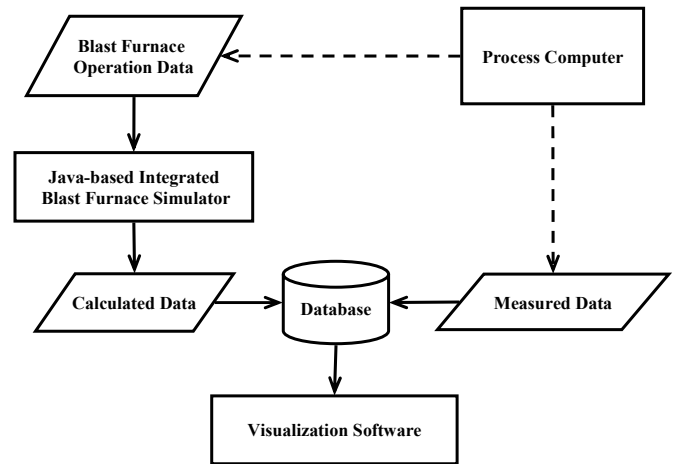 Blast Furnace
Operation Data
Process Computer
Java-based Integrated
Blast Furnace Simulator
Calculated Data
Database
Measured Data
Visualization Software